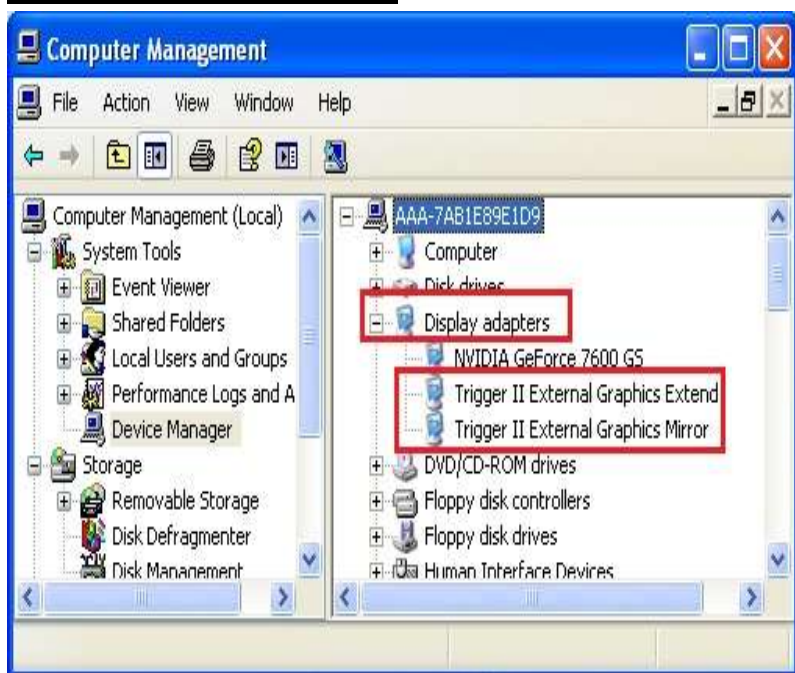 Computer Management
File Action View Window Help
Computer Management (Local)
System Tools
Event Viewer
Shared Folders
Local Users and Groups
Performance Logs and A
Device Manager
Storage
Removable Storage
Disk Defragmenter
Disk Management
AAA-7AB1E89E1D9
Computer
Disk drives
Display adapters
NVIDIA GeForce 7600 GS
Trigger II External Graphics Extend
Trigger II External Graphics Mirror
DVD/CD-ROM drives
Floppy disk controllers
Floppy disk drives
Human Interface Devices